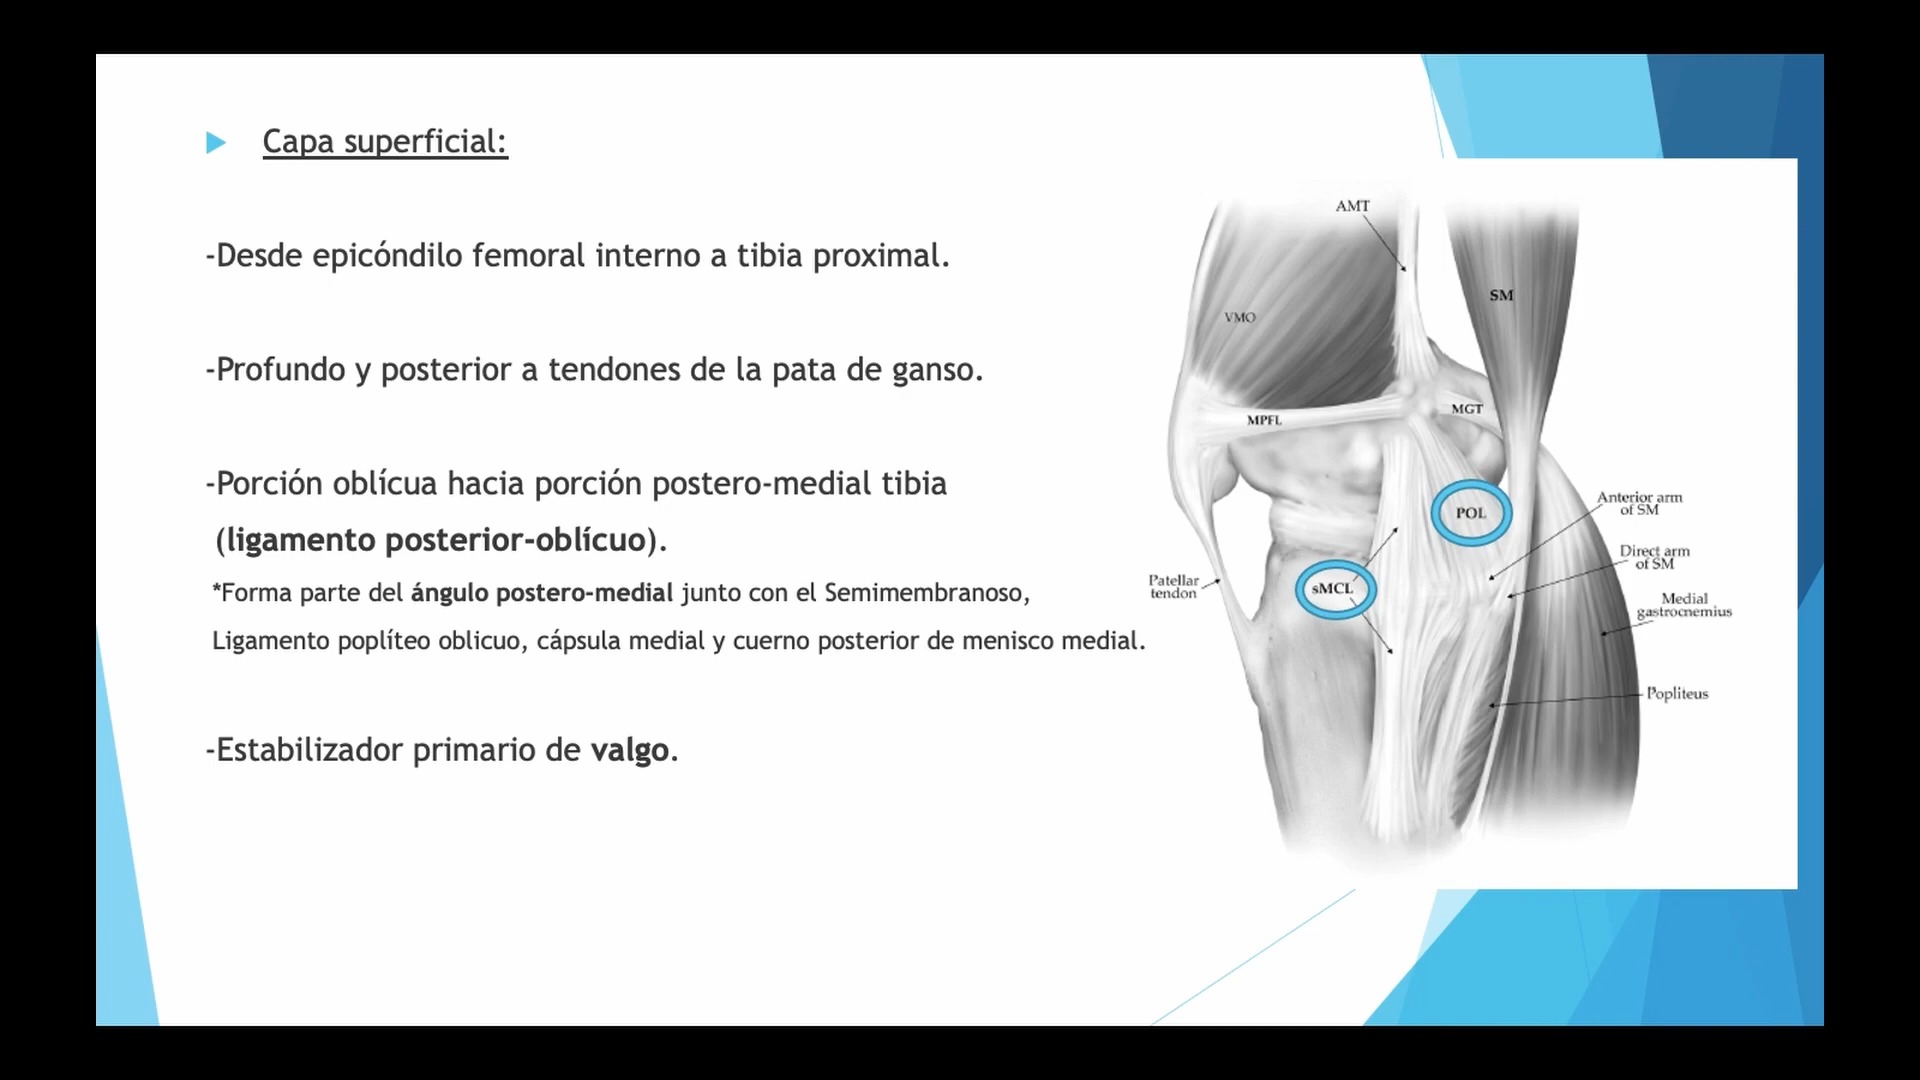 Capa superficial:
-Desde epicóndilo femoral interno a tibia proximal.
-Profundo y posterior a tendones de la pata de ganso.
-Porción oblícua hacia porción postero-medial tibia
(ligamento posterior-oblícuo).
*Forma parte del ángulo postero-medial junto con el Semimembranoso,
Ligamento poplíteo oblicuo, cápsula medial y cuerno posterior de menisco medial.
-Estabilizador primario de valgo.
AMT
SM
VMO
MGT
MPFL
POL
Anterior arm
of SM
Direct arm
of SM
Patellar
tendon
sMCL
Medial
gastrocnemius
Popliteus